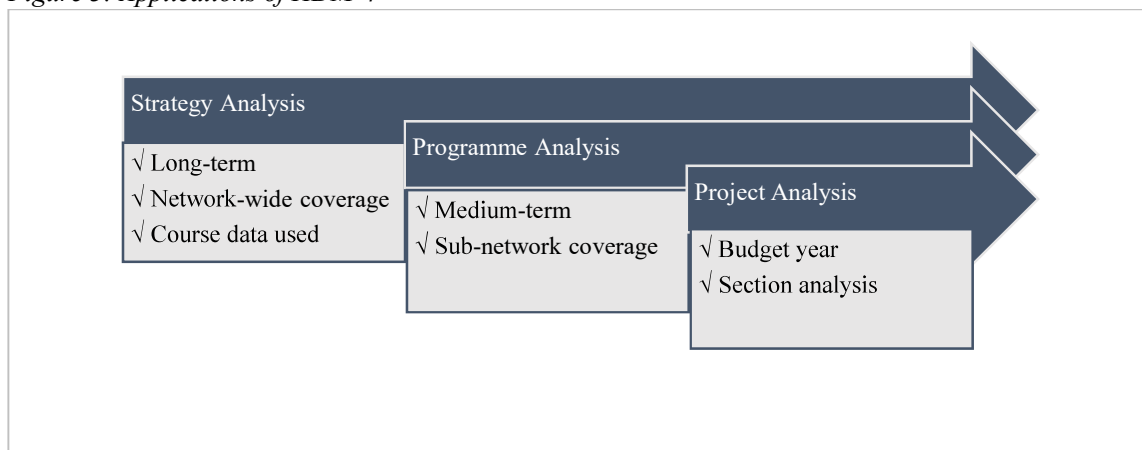 Strategy Analysis
√ Long-term
√ Network-wide coverage
√ Course data used
Programme Analysis
√ Medium-term
√ Sub-network coverage
Project Analysis
√ Budget year
√ Section analysis